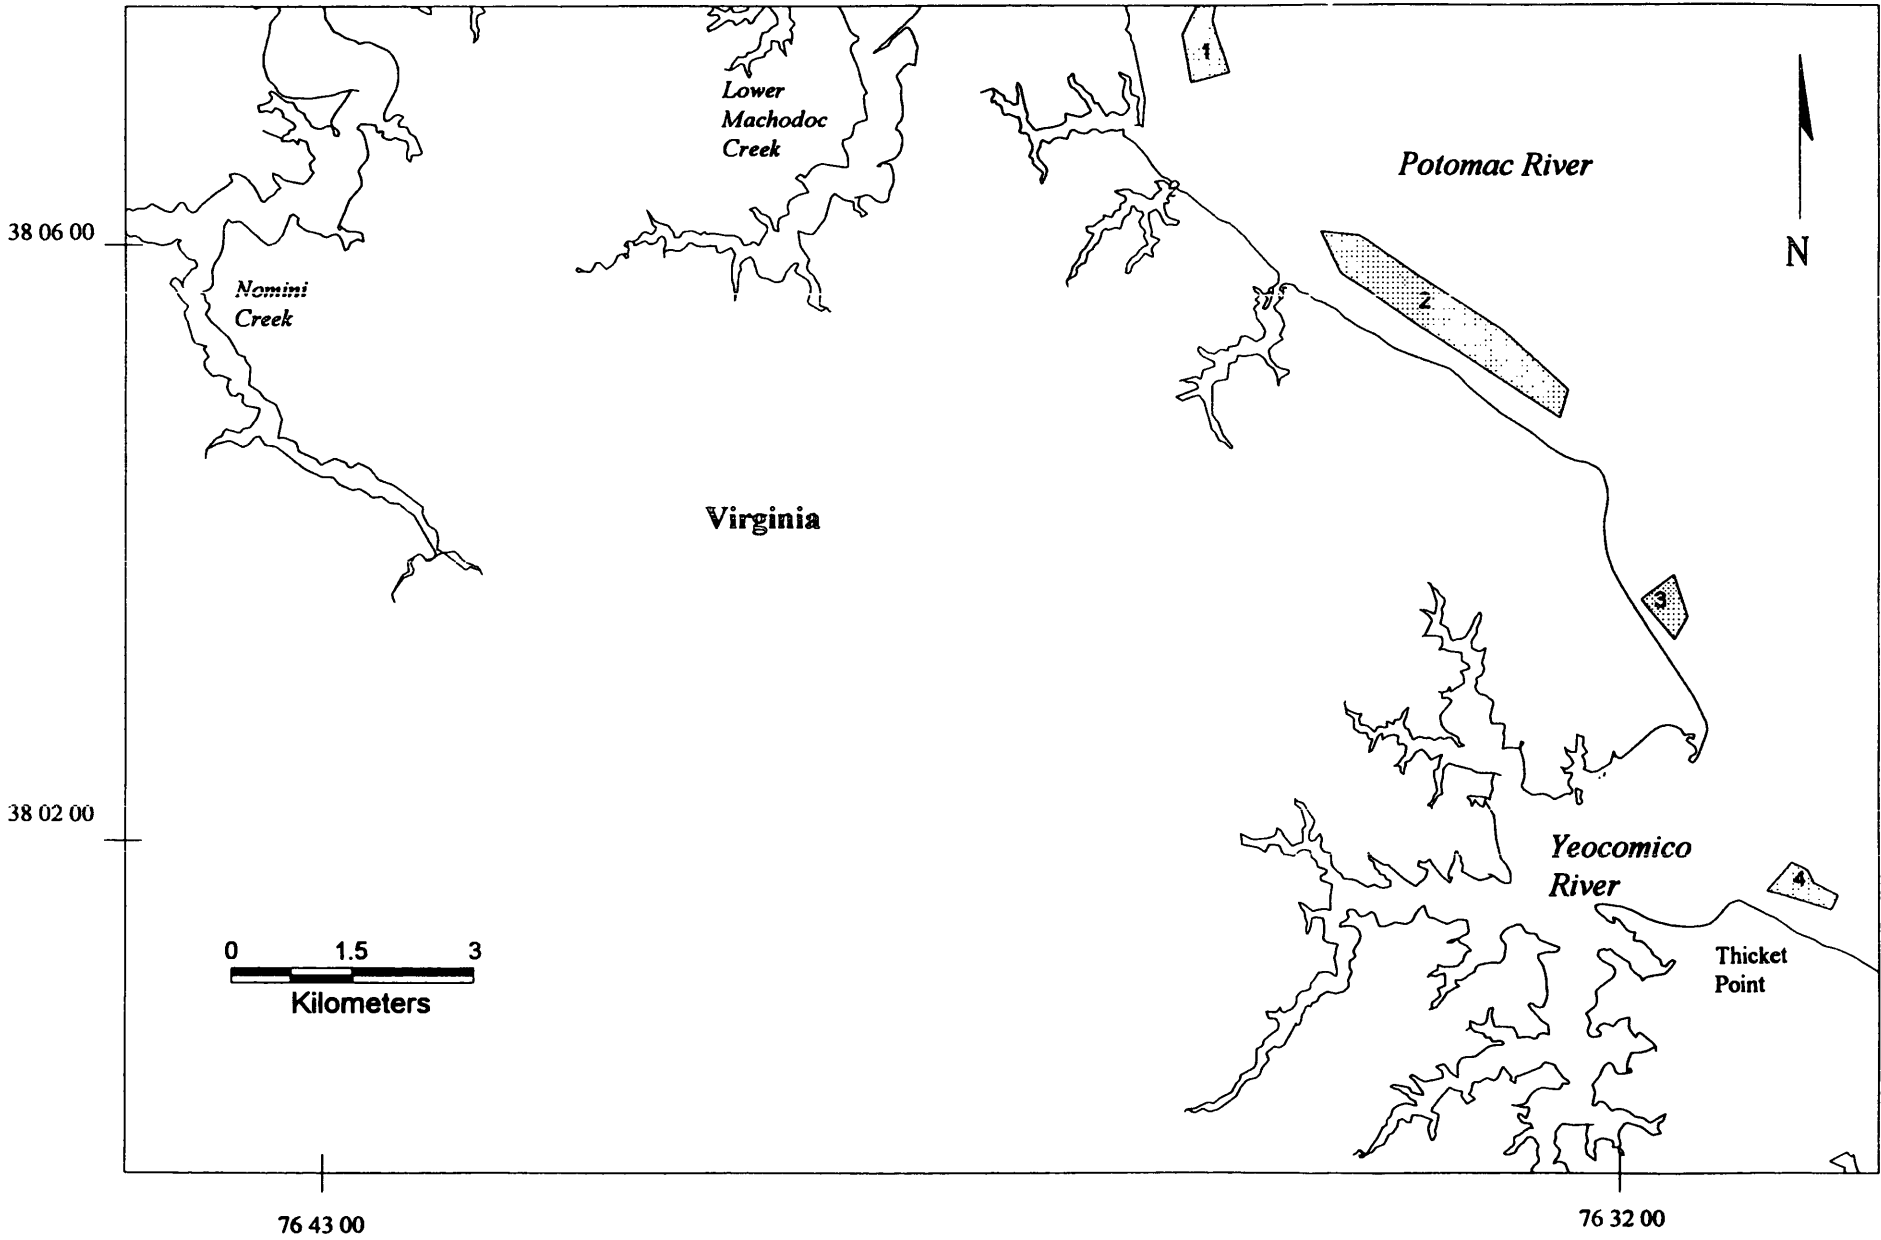 1
Lower
Machodoc
Creek
Potomac River
38 06 00
N
Nomini
Creek
2
Virginia
3
38 02 00
Yeocomico
River
4
0 1.5 3
Kilometers
Thicket
Point
76 43 00
76 32 00